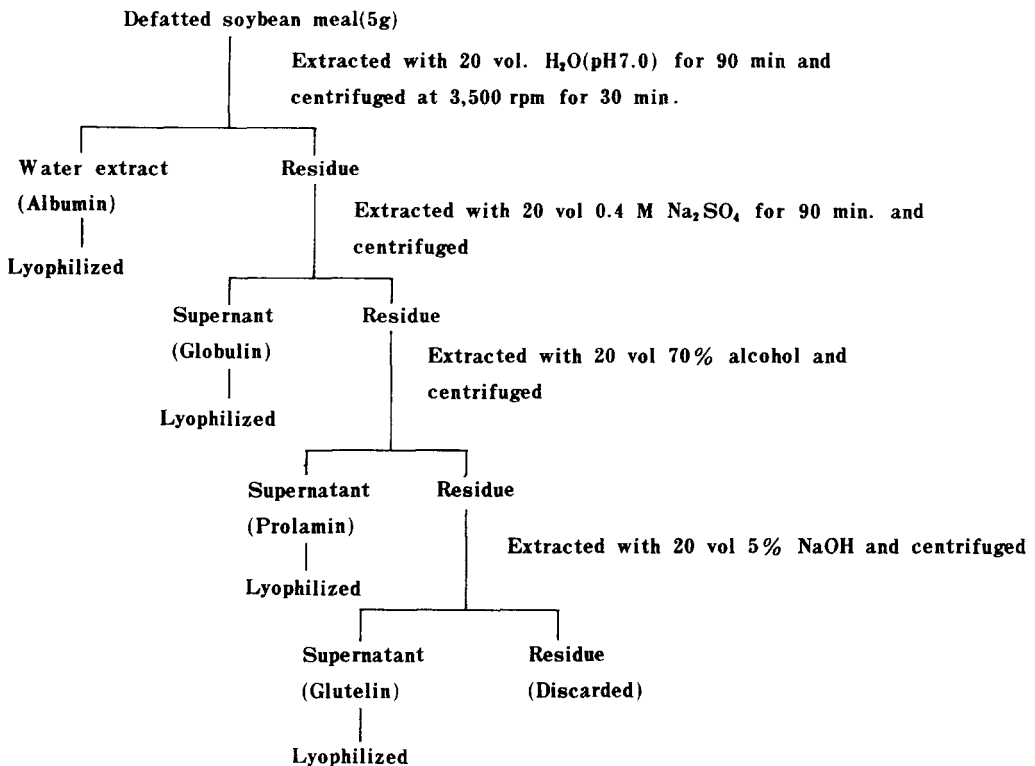 Defatted soybean meal(5g)
Extracted with 20 vol. H₂O(pH7.0) for 90 min and
centrifuged at 3,500 rpm for 30 min.
Water extract
(Albumin)
Lyophilized
Residue
Extracted with 20 vol 0.4 M Na₂SO₄ for 90 min. and
centrifuged
Supernant
(Globulin)
Lyophilized
Residue
Extracted with 20 vol 70% alcohol and
centrifuged
Supernatant
(Prolamin)
Lyophilized
Residue
Extracted with 20 vol 5% NaOH and centrifuged
Supernatant
(Glutelin)
Lyophilized
Residue
(Discarded)